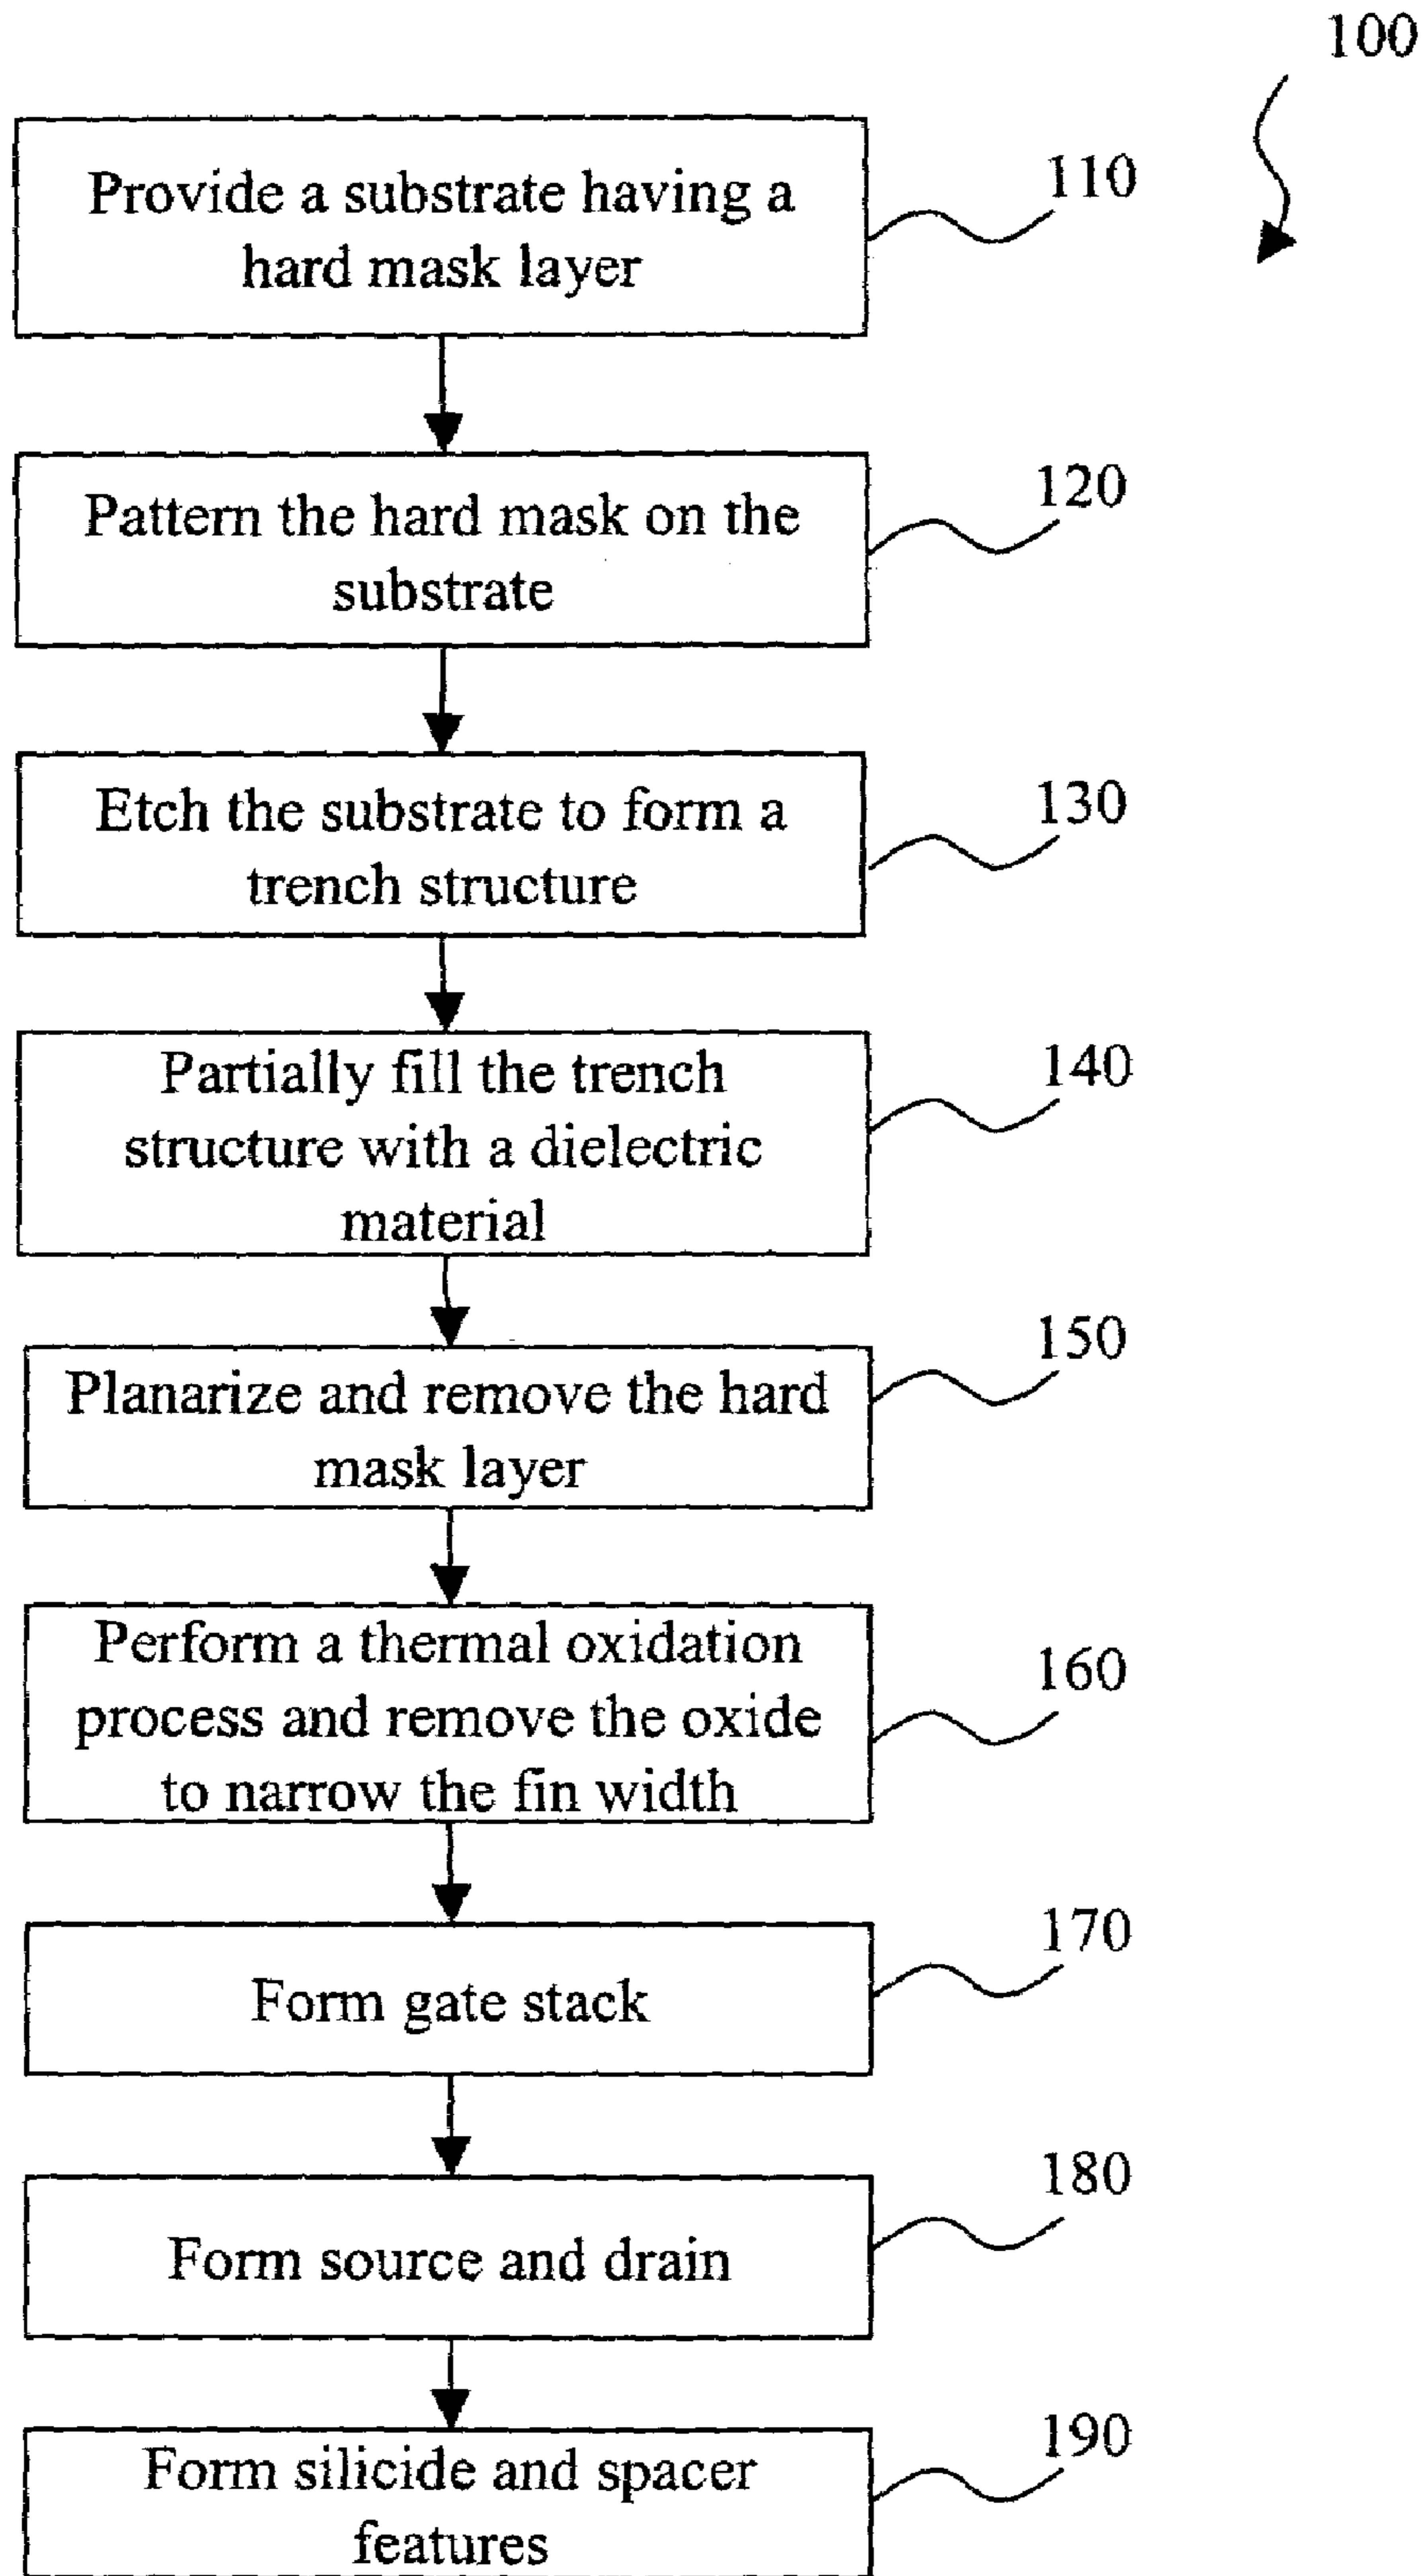 100
Provide a substrate having a
hard mask layer
110
Pattern the hard mask on the
substrate
120
Etch the substrate to form a
trench structure
130
Partially fill the trench
structure with a dielectric
material
140
Planarize and remove the hard
mask layer
150
Perform a thermal oxidation
process and remove the oxide
to narrow the fin width
160
Form gate stack
170
Form source and drain
180
Form silicide and spacer
features
190